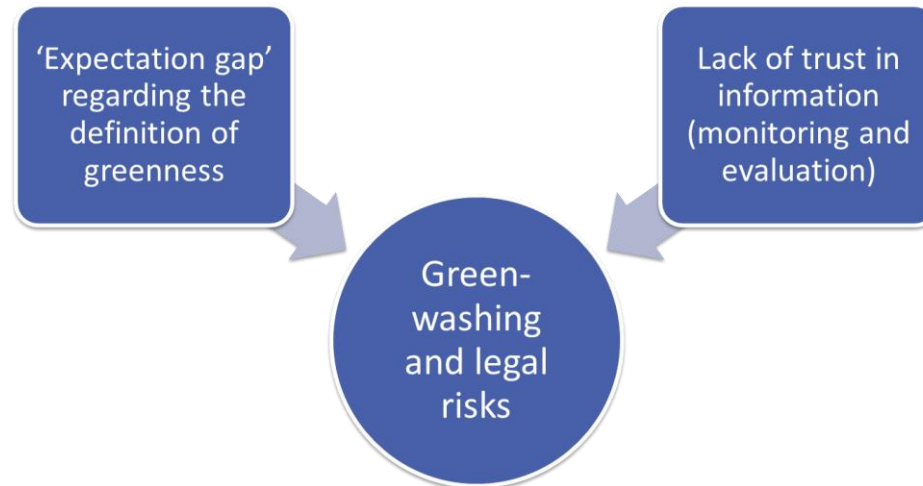 ‘Expectation gap’
regarding the
definition of
greenness
Lack of trust in
information
(monitoring and
evaluation)
Green-
washing
and legal
risks